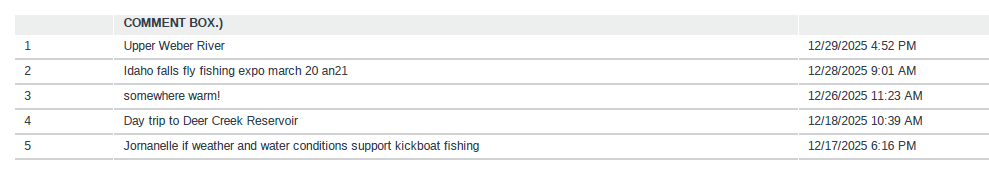 COMMENT BOX.)
1 Upper Weber River 12/29/2025 4:52 PM
2 Idaho falls fly fishing expo march 20 an21 12/28/2025 9:01 AM
3 somewhere warm! 12/26/2025 11:23 AM
4 Day trip to Deer Creek Reservoir 12/18/2025 10:39 AM
5 Jornanelle if weather and water conditions support kickboat fishing 12/17/2025 6:16 PM